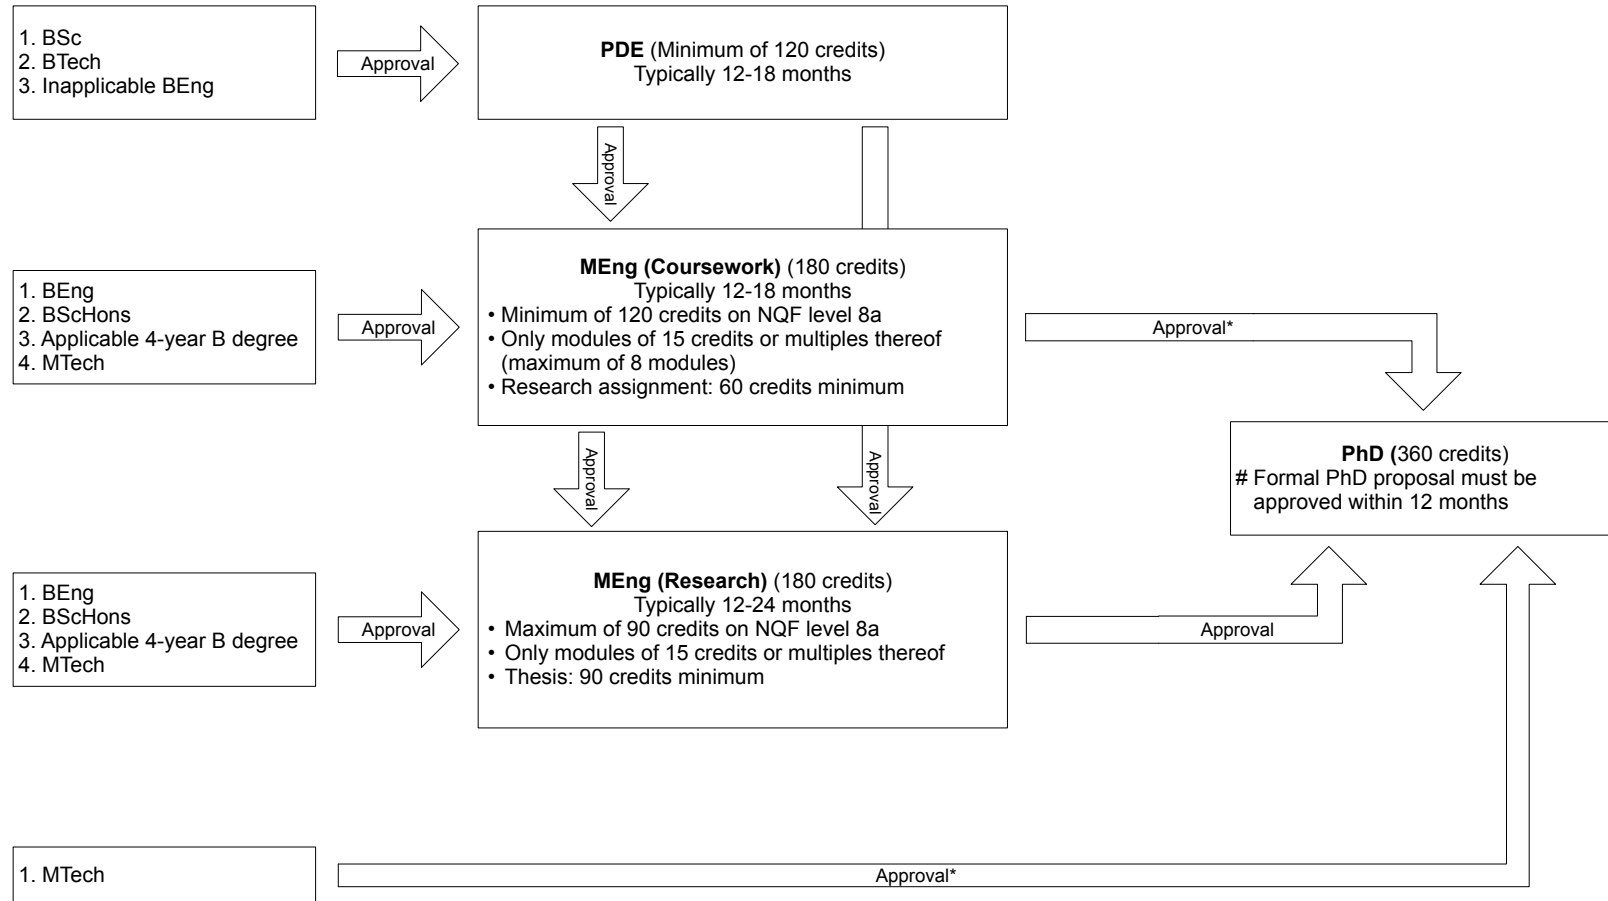 1. BSc
2. BTech
3. Inapplicable BEng
Approval
PDE (Minimum of 120 credits)
Typically 12-18 months
Approval
1. BEng
2. BScHons
3. Applicable 4-year B degree
4. MTech
Approval
MEng (Coursework) (180 credits)
Typically 12-18 months
• Minimum of 120 credits on NQF level 8a
• Only modules of 15 credits or multiples thereof
(maximum of 8 modules)
• Research assignment: 60 credits minimum
Approval*
Approval
Approval
PhD (360 credits)
# Formal PhD proposal must be
approved within 12 months
1. BEng
2. BScHons
3. Applicable 4-year B degree
4. MTech
Approval
MEng (Research) (180 credits)
Typically 12-24 months
• Maximum of 90 credits on NQF level 8a
• Only modules of 15 credits or multiples thereof
• Thesis: 90 credits minimum
Approval
1. MTech
Approval*